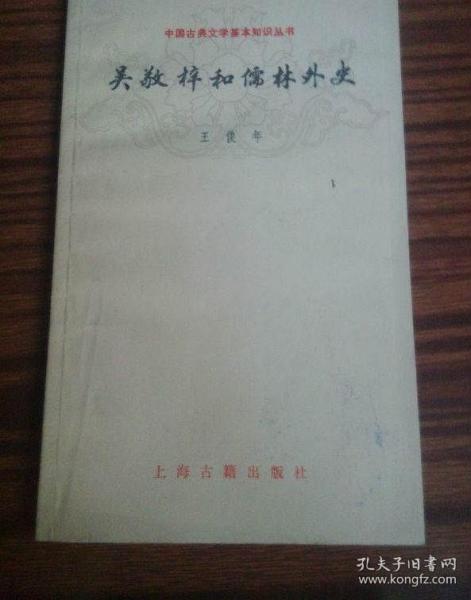 中国古典文学基本知识丛书
吴敬梓和儒林外史
王俊年
上海古籍出版社
孔夫子旧书网
www.kongfz.com